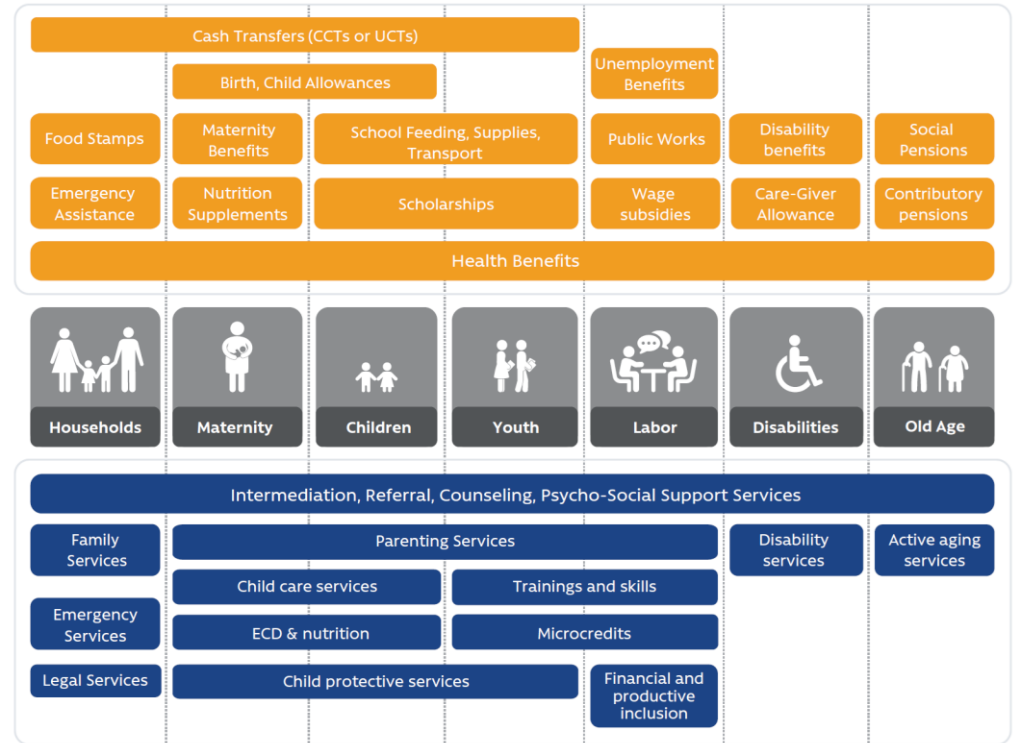 Cash Transfers (CCTs or UCTs)
Birth, Child Allowances
Unemployment
Benefits
Food Stamps
Maternity
Benefits
School Feeding, Supplies,
Transport
Public Works
Disability
benefits
Social
Pensions
Emergency
Assistance
Nutrition
Supplements
Scholarships
Wage
subsidies
Care-Giver
Allowance
Contributory
pensions
Health Benefits
Households
Maternity
Children
Youth
Labor
Disabilities
Old Age
Intermediation, Referral, Counseling, Psycho-Social Support Services
Family
Services
Parenting Services
Disability
services
Active aging
services
Child care services
Trainings and skills
Emergency
Services
ECD & nutrition
Microcredits
Legal Services
Child protective services
Financial and
productive
inclusion